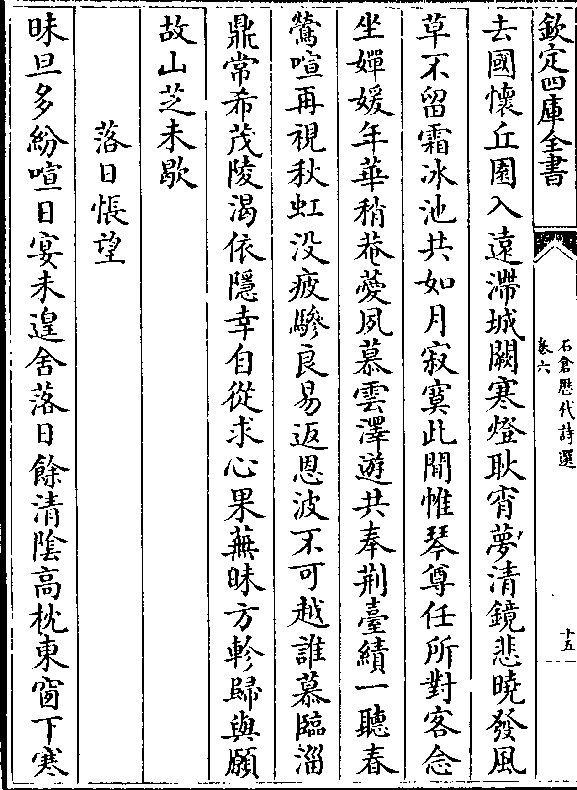 欽定四庫全書
石倉歴代詩選
卷六
十五
去國懷丘園入遠滯城闕寒燈耿宵夢清鏡悲曉發風
草不留霜冰池共如月寂寞此閒帷琴尊任所對客念
坐嬋媛年華稍菴薆夙慕雲澤遊共奉荆臺績一聽春
鶯喧再視秋虹没疲驂良易返恩波不可越誰慕臨淄
鼎常希茂陵渴依隱幸自從求心果蕪昧方軫歸與願
故山芝未歇
落日悵望
昧旦多紛喧日宴未遑舍落日餘清隂高枕東窗下寒